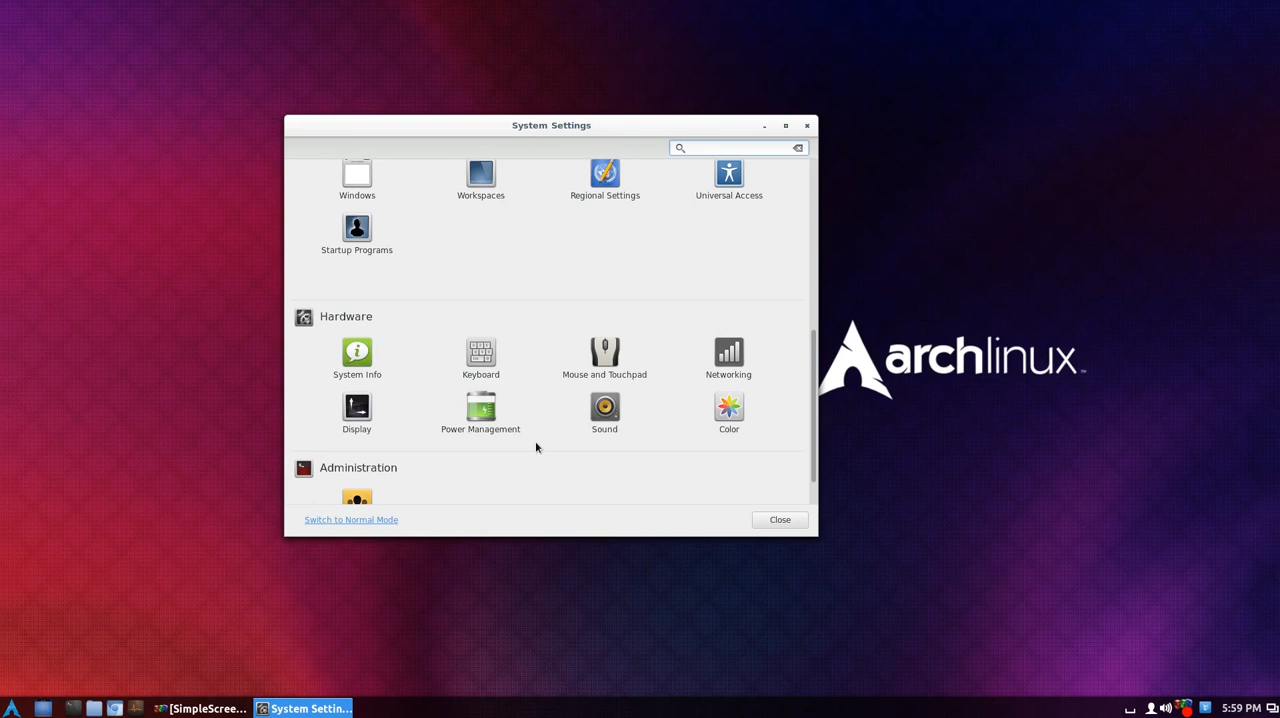 System Settings
Windows
Workspaces
Regional Settings
Universal Access
Startup Programs
Hardware
System Info
Keyboard
Mouse and Touchpad
Networking
Display
Power Management
Sound
Color
Administration
Switch to Normal Mode
Close
archlinux
[SimpleScree...
System Settin...
5:59 PM